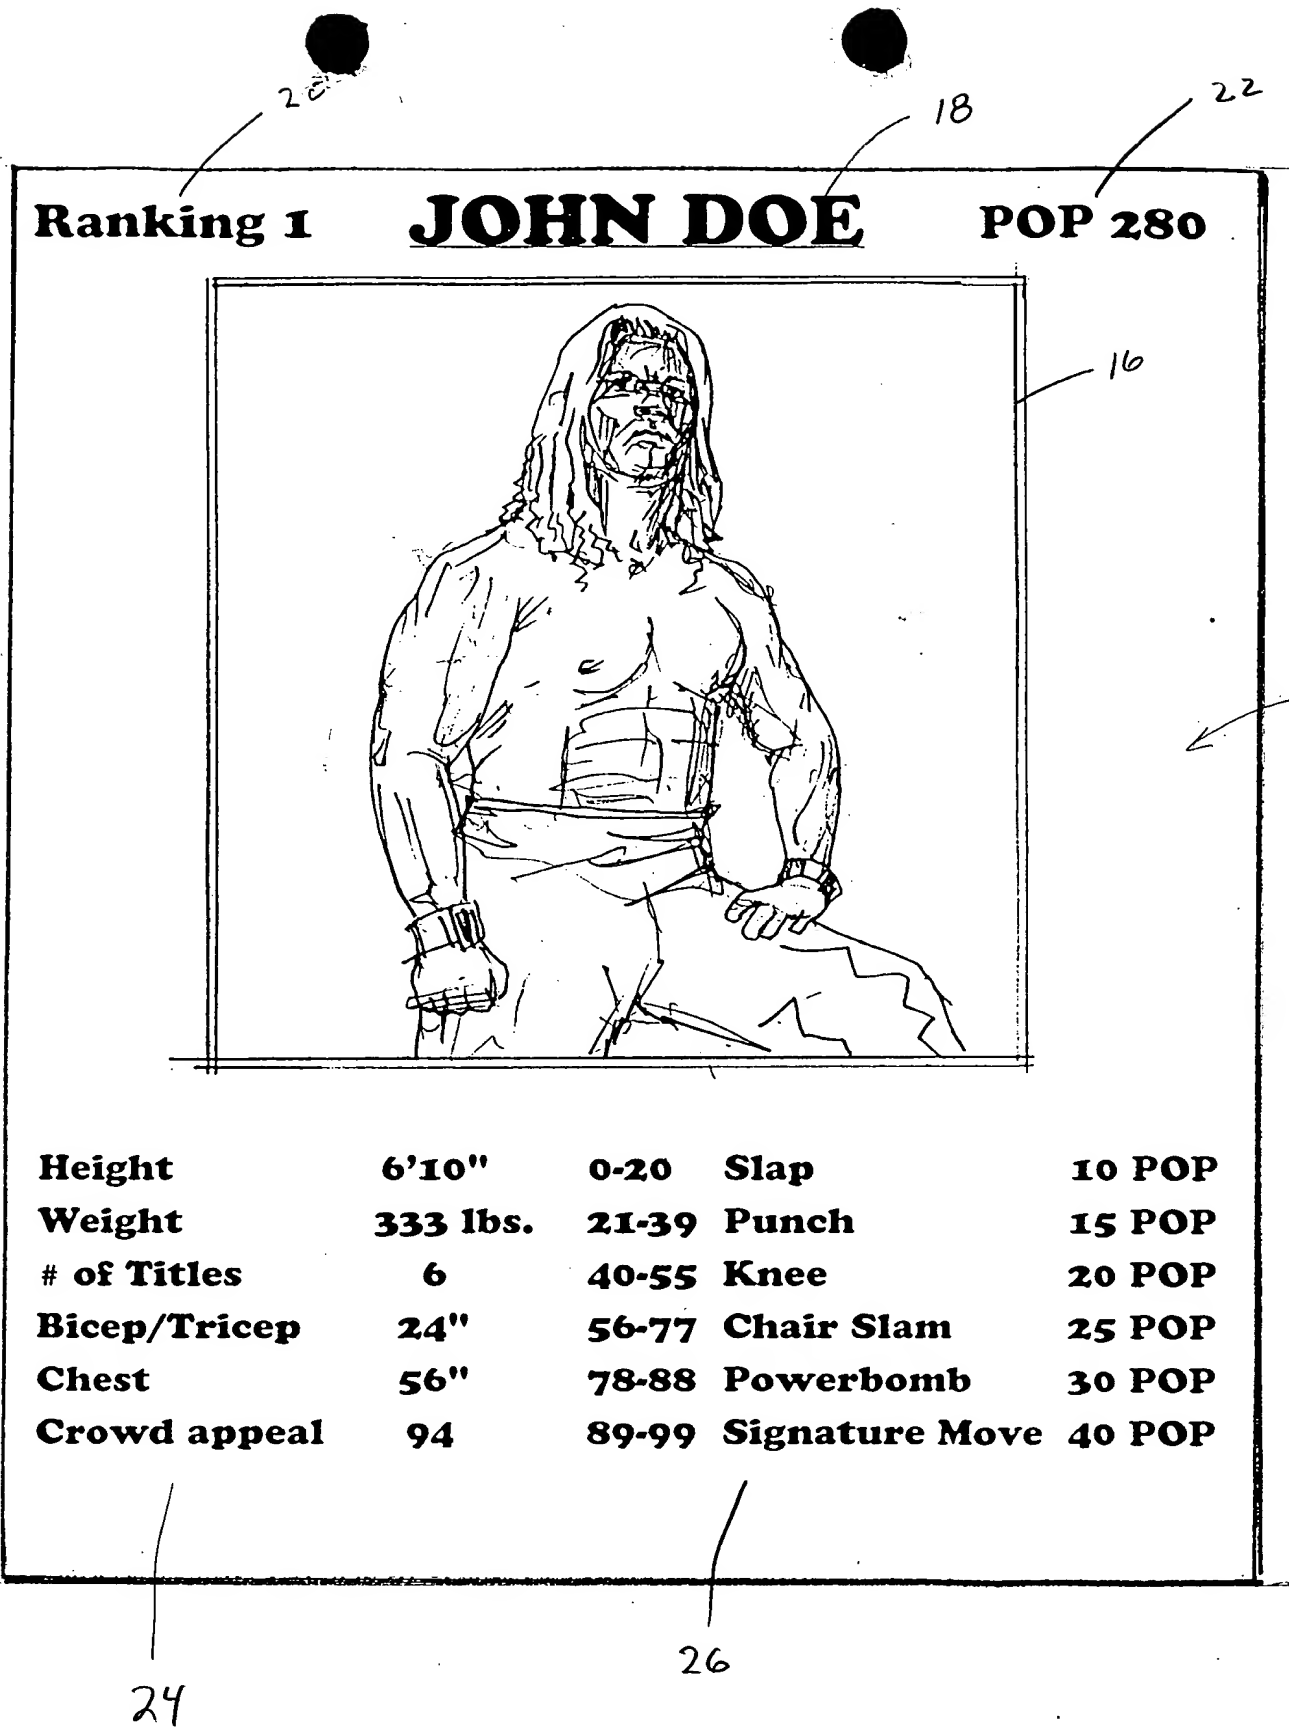 20 18 22
Ranking 1 JOHN DOE POP 280
16
Height 6'10" 0-20 Slap 10 POP
Weight 333 lbs. 21-39 Punch 15 POP
# of Titles 6 40-55 Knee 20 POP
Bicep/Tricep 24" 56-77 Chair Slam 25 POP
Chest 56" 78-88 Powerbomb 30 POP
Crowd appeal 94 89-99 Signature Move 40 POP
26
24